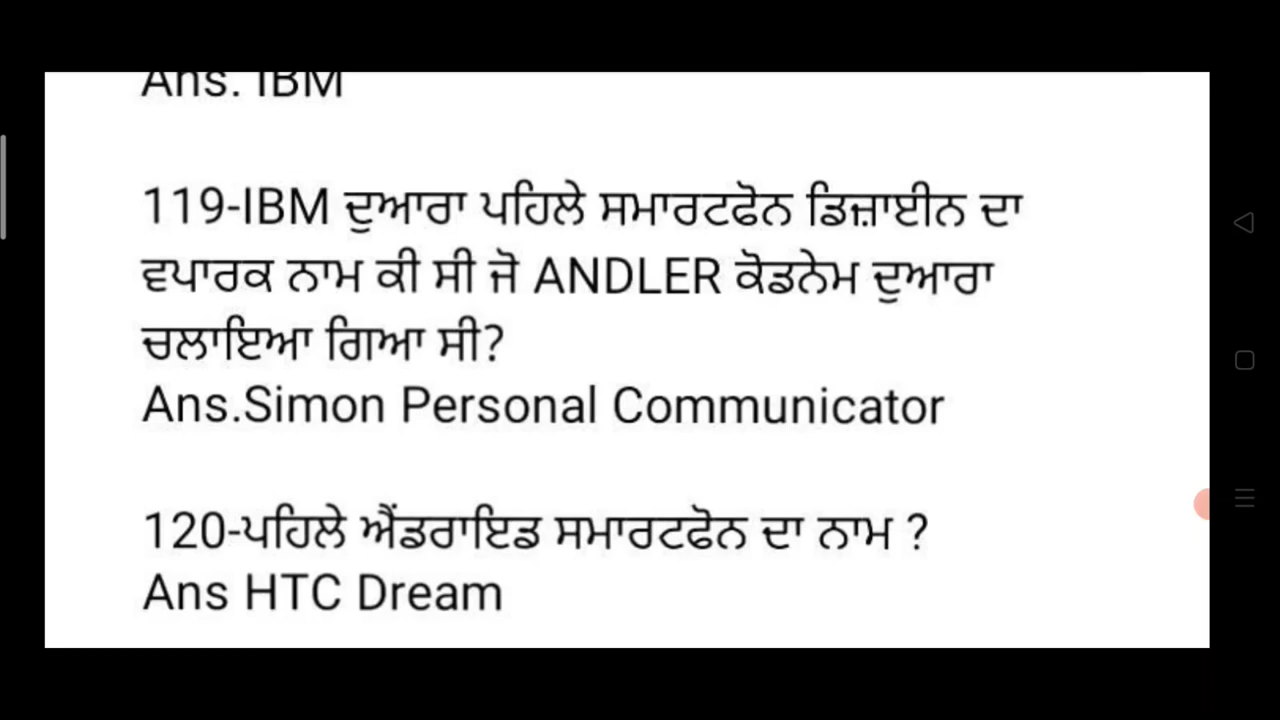 Ans. IBM
119-IBM ਦੁਆਰਾ ਪਹਿਲੇ ਸਮਾਰਟਫੋਨ ਡਿਜ਼ਾਈਨ ਦਾ
ਵਪਾਰਕ ਨਾਮ ਕੀ ਸੀ ਜੋ ANDLER ਕੋਡਨੇਮ ਦੁਆਰਾ
ਚਲਾਇਆ ਗਿਆ ਸੀ?
Ans.Simon Personal Communicator
120-ਪਹਿਲੇ ਐਂਡਰਾਇਡ ਸਮਾਰਟਫੋਨ ਦਾ ਨਾਮ ?
Ans HTC Dream